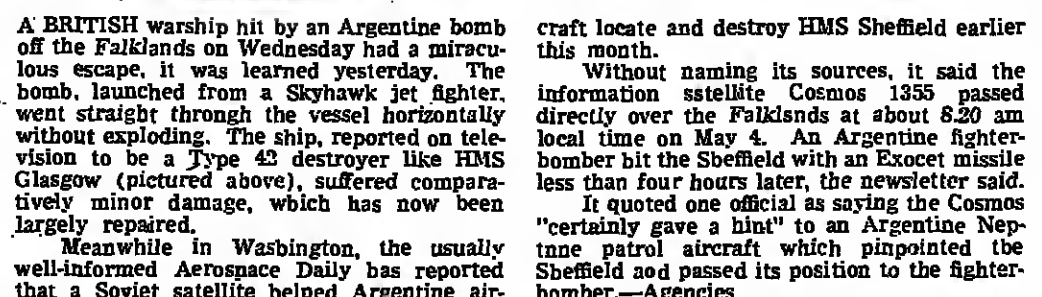 A BRITISH warship hit by an Argentine bomb
off the Falklands on Wednesday had a miracu-
lous escape, it was learned yesterday. The
bomb, launched from a Skyhawk jet fighter,
went straight through the vessel horizontally
without exploding. The ship, reported on tele-
vision to be a Type 42 destroyer like HMS
Glasgow (pictured above), suffered compara-
tively minor damage, which has now been
largely repaired.
Meanwhile in Washington, the usually
well-informed Aerospace Daily has reported
that a Soviet satellite helped Argentine air-
craft locate and destroy HMS Sheffield earlier
this month.
Without naming its sources, it said the
information sstellite Cosmos 1355 passed
directly over the Falklsnds at about 8.20 am
local time on May 4. An Argentine fighter-
bomber hit the Sheffield with an Exocet missile
less than four hours later, the newsletter said.
It quoted one official as saying the Cosmos
"certainly gave a hint" to an Argentine Nep-
tune patrol aircraft which pinpointed the
Sheffield and passed its position to the fighter-
bomber.—Agencies